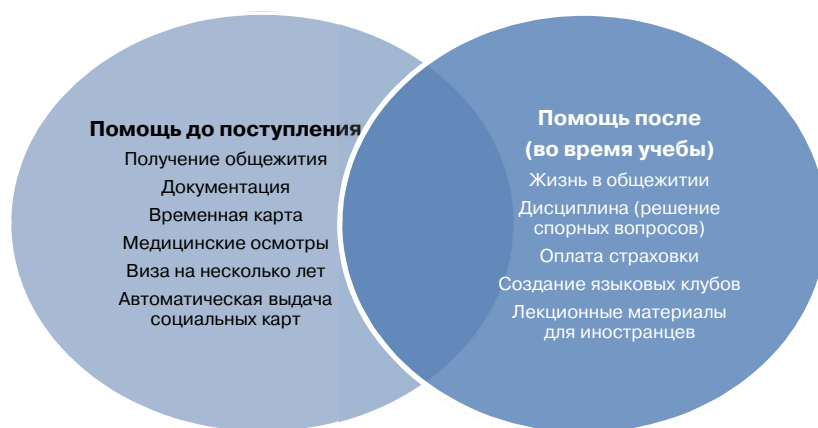 Помощь до поступления
Получение общежития
Документация
Временная карта
Медицинские осмотры
Виза на несколько лет
Автоматическая выдача
социальных карт
Помощь после
(во время учебы)
Жизнь в общежитии
Дисциплина (решение
спорных вопросов)
Оплата страховки
Создание языковых клубов
Лекционные материалы
для иностранцев